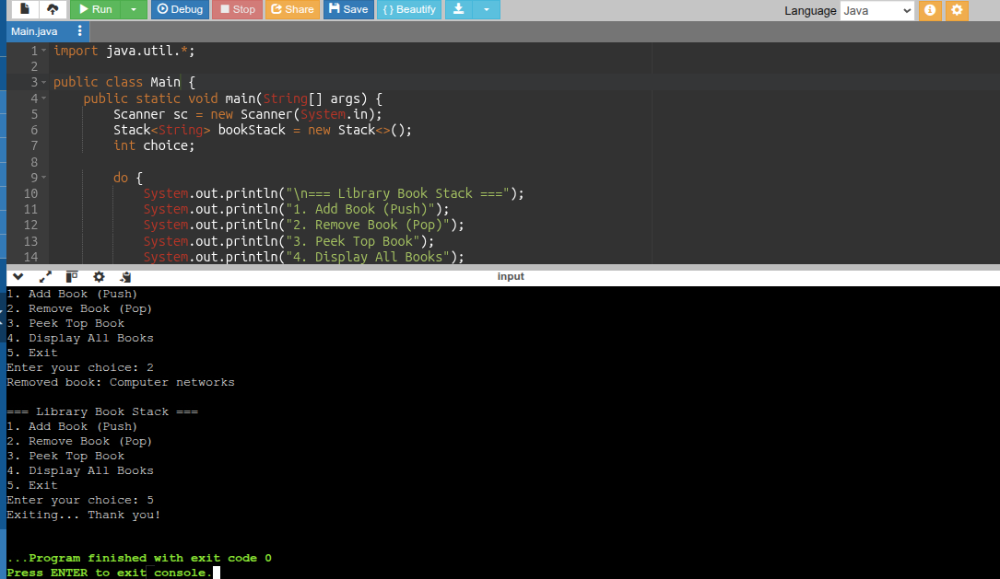 Run Debug Stop Share Save { } Beautify Language Java
Main.java
1 import java.util.*;
2
3 public class Main {
4 public static void main(String[] args) {
5 Scanner sc = new Scanner(System.in);
6 Stack<String> bookStack = new Stack<>();
7 int choice;
8
9 do {
10 System.out.println("\n=== Library Book Stack ===");
11 System.out.println("1. Add Book (Push)");
12 System.out.println("2. Remove Book (Pop)");
13 System.out.println("3. Peek Top Book");
14 System.out.println("4. Display All Books");
input
1. Add Book (Push)
2. Remove Book (Pop)
3. Peek Top Book
4. Display All Books
5. Exit
Enter your choice: 2
Removed book: Computer networks
=== Library Book Stack ===
1. Add Book (Push)
2. Remove Book (Pop)
3. Peek Top Book
4. Display All Books
5. Exit
Enter your choice: 5
Exiting... Thank you!
...Program finished with exit code 0
Press ENTER to exit console.